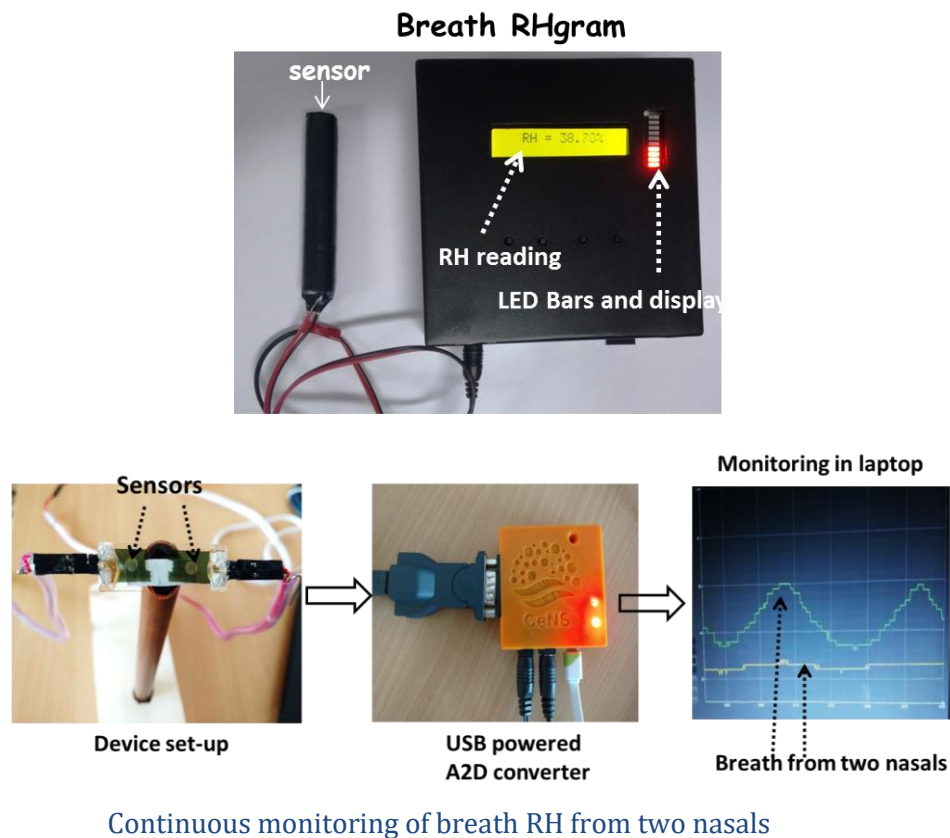 Breath RHgram
sensor
RH = 38.70%
RH reading
LED Bars and display
Monitoring in laptop
Sensors
CeNS
Device set-up
USB powered
A2D converter
Breath from two nasals
Continuous monitoring of breath RH from two nasals